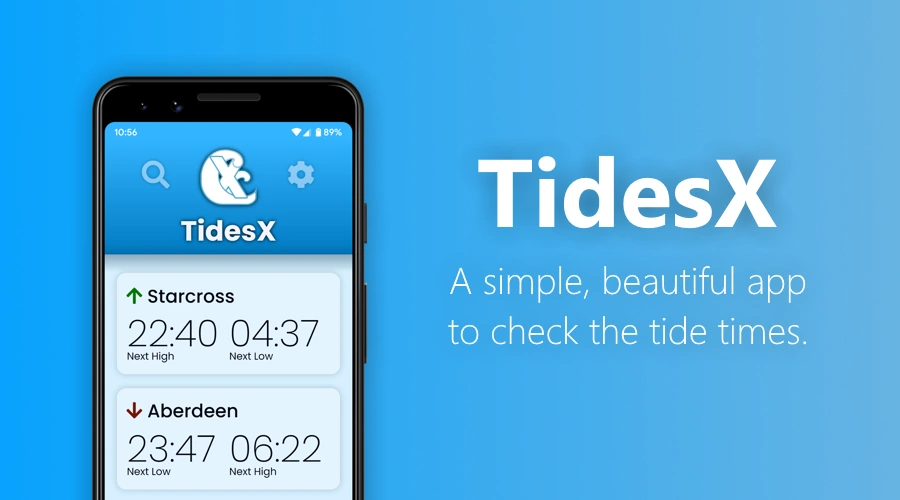 10:56 89%
TidesX
Starcross
22:40 04:37
Next High Next Low
Aberdeen
23:47 06:22
Next Low Next High
TidesX
A simple, beautiful app
to check the tide times.